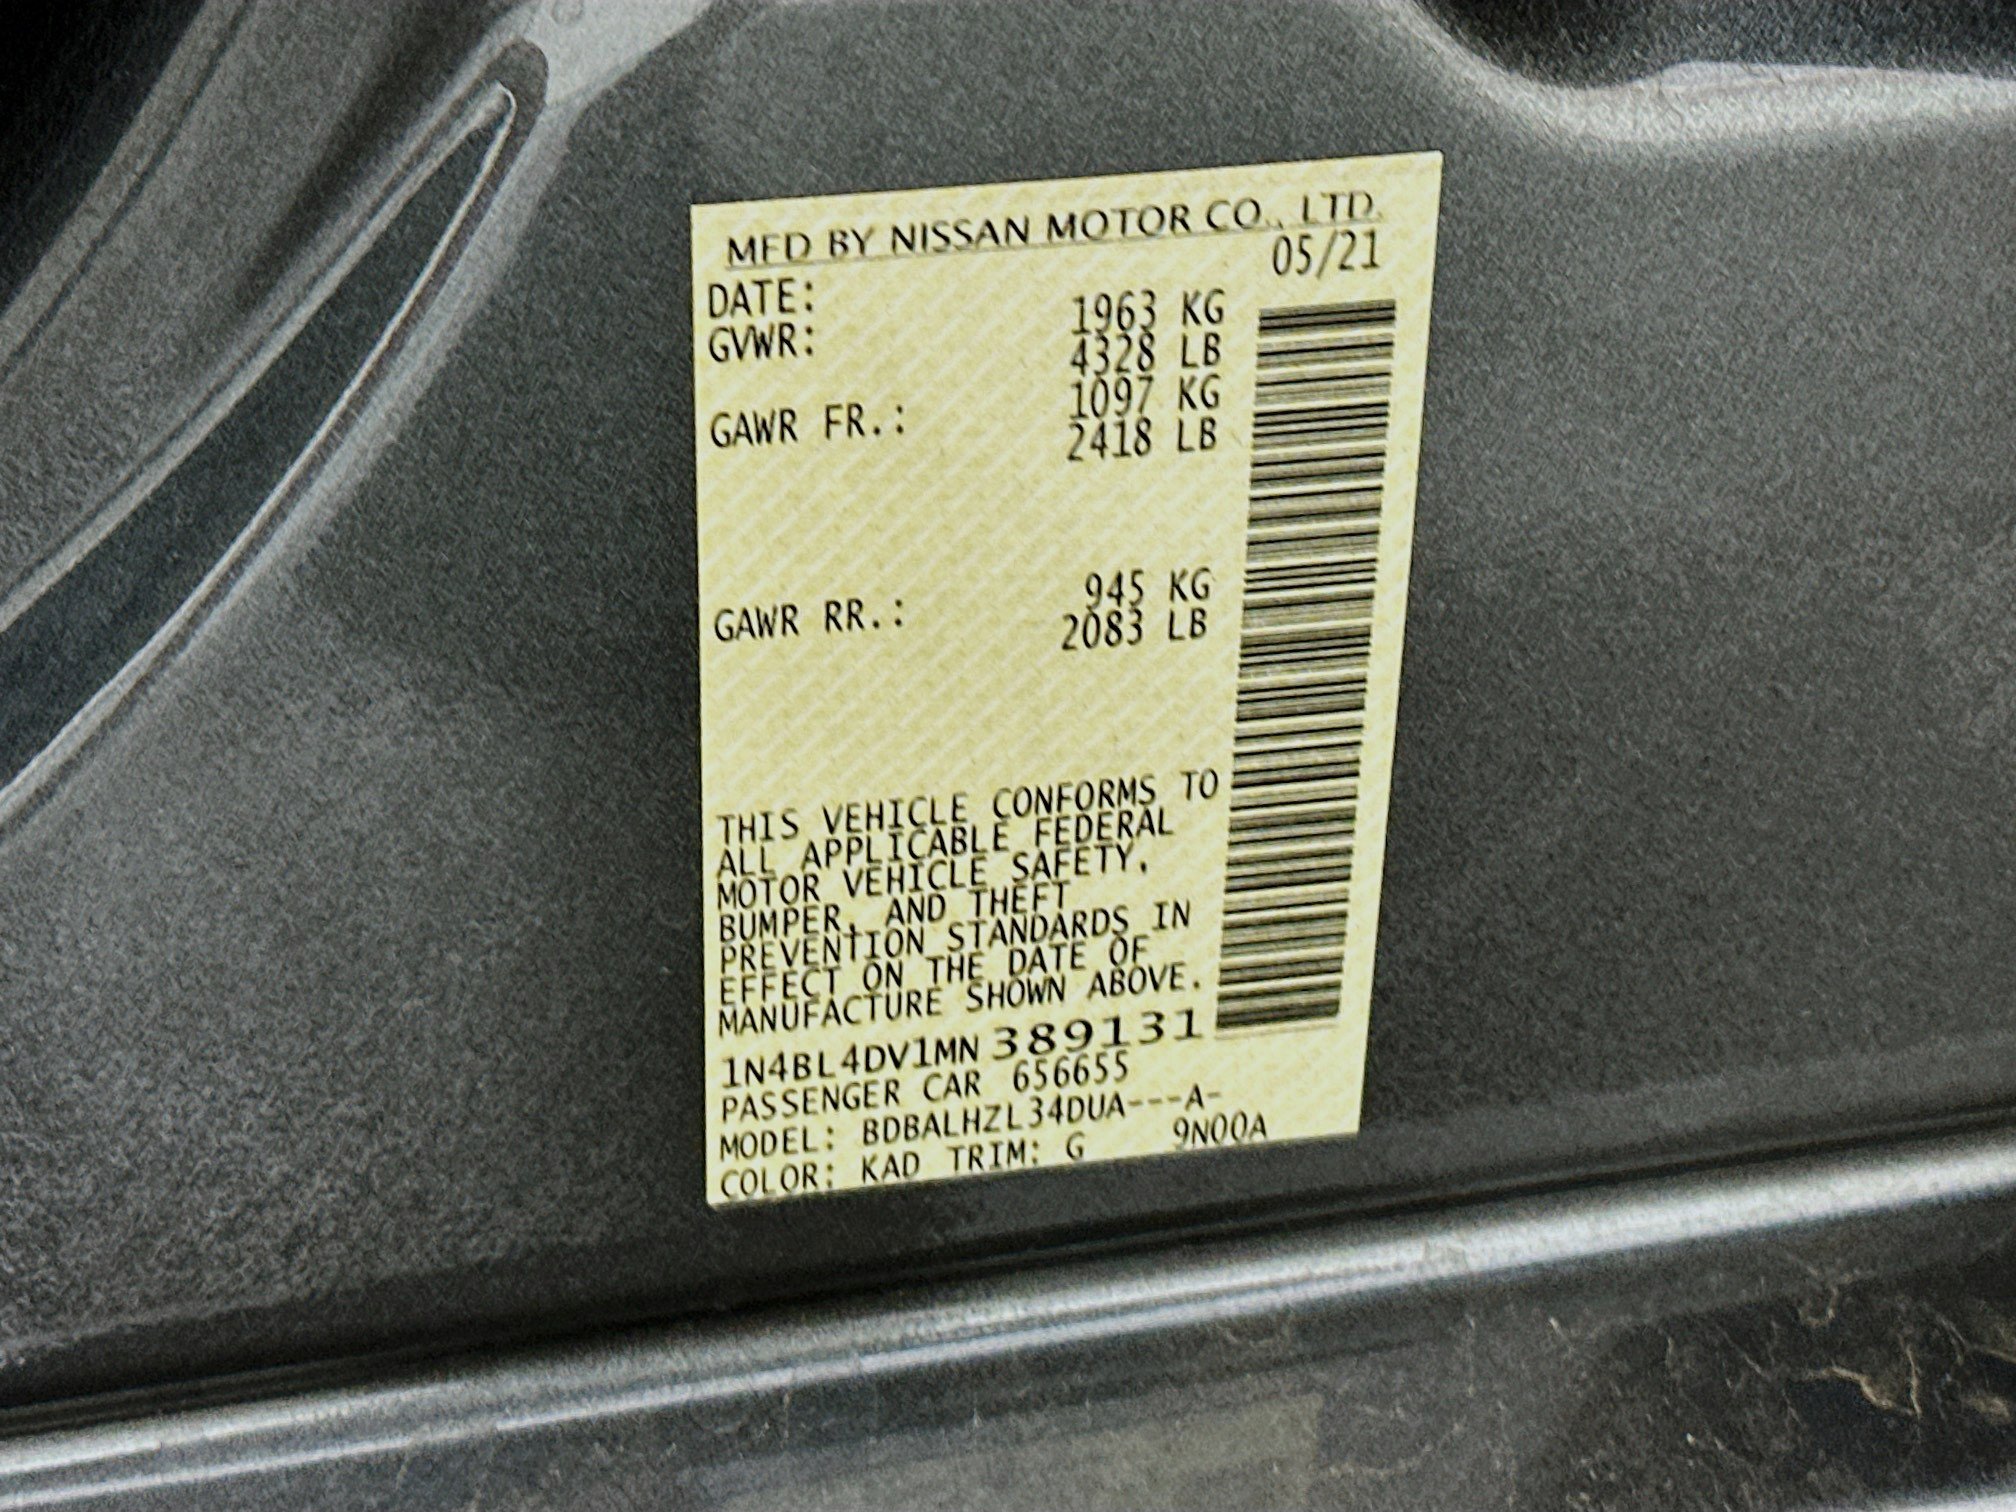 MFD BY NISSAN MOTOR CO., LTD.
DATE: 05/21
GVWR: 1963 KG
4328 LB
GAWR FR.: 1097 KG
2418 LB
GAWR RR.: 945 KG
2083 LB
THIS VEHICLE CONFORMS TO
ALL APPLICABLE FEDERAL
MOTOR VEHICLE SAFETY,
BUMPER, AND THEFT
PREVENTION STANDARDS IN
EFFECT ON THE DATE OF
MANUFACTURE SHOWN ABOVE.
1N4BL4DV1MN389131
PASSENGER CAR 656655
MODEL: BDBALHZL34DUA---A-
COLOR: KAD TRIM: G 9N00A